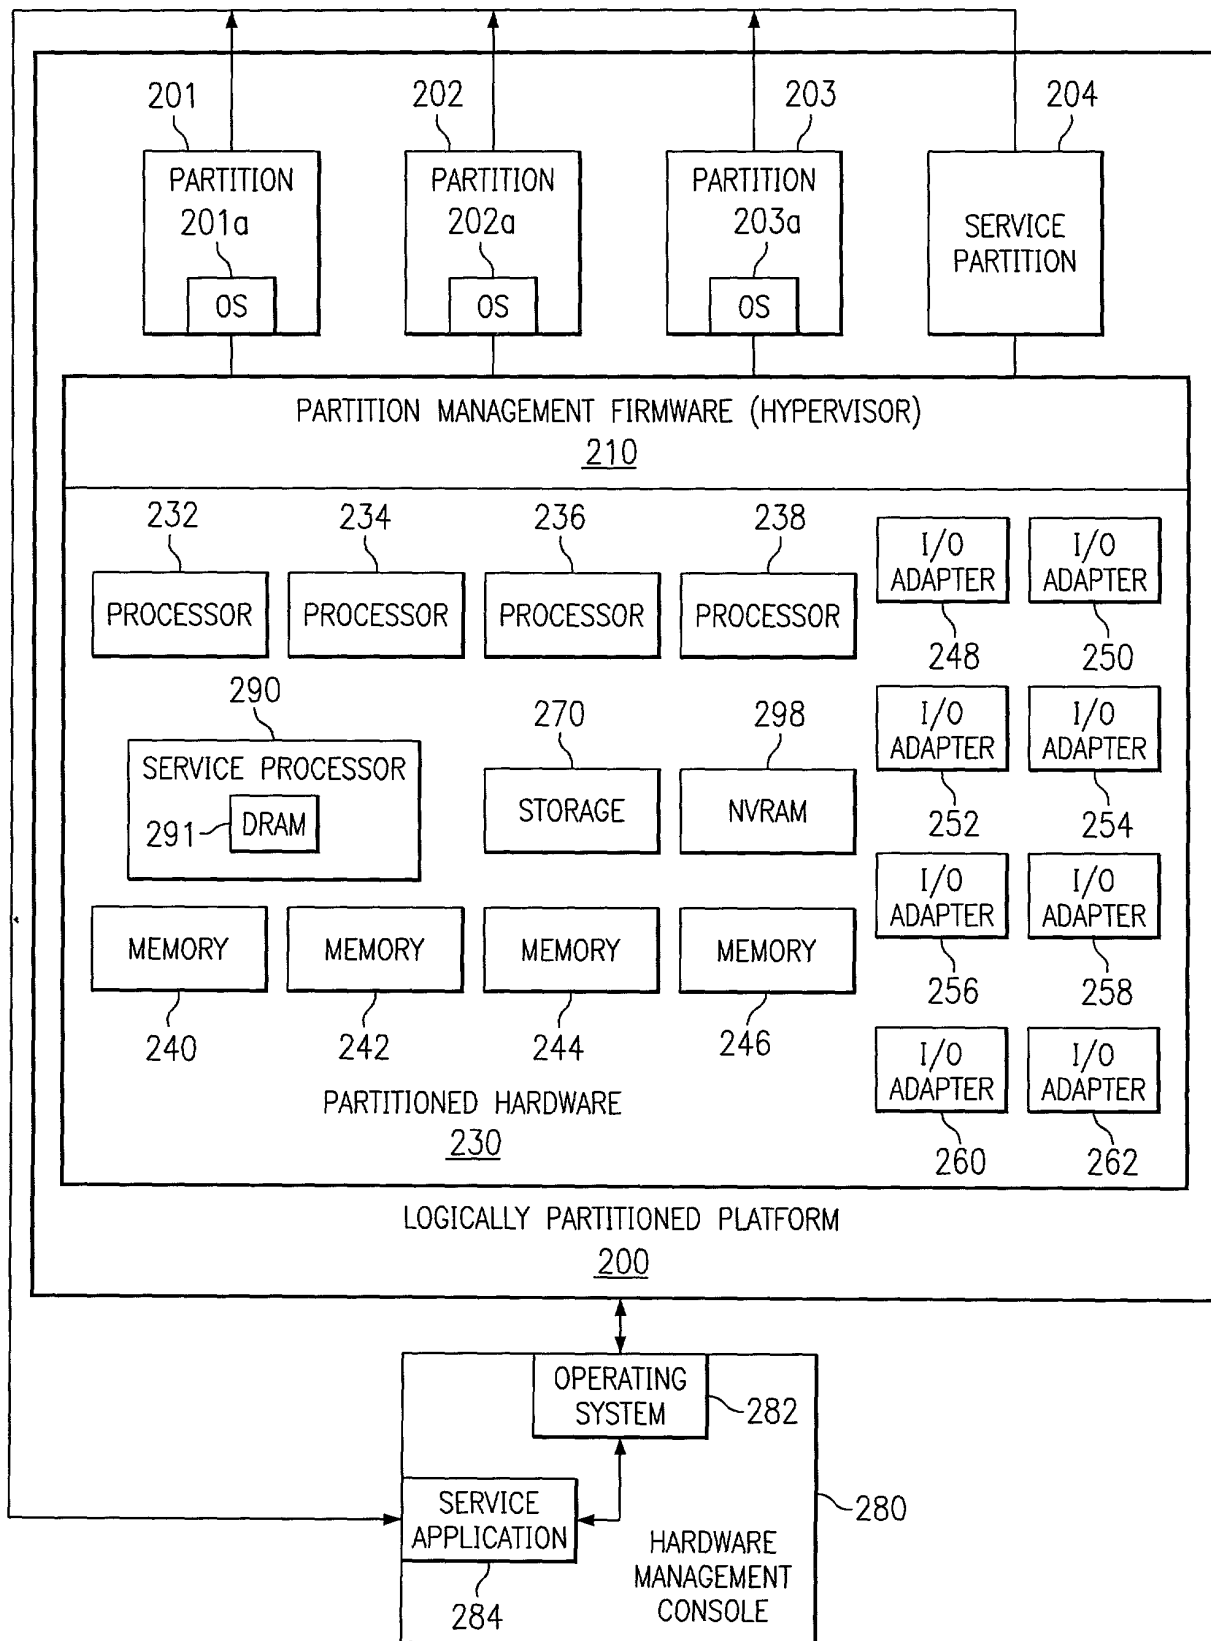 201
202
203
204
PARTITION
PARTITION
PARTITION
SERVICE
PARTITION
201a
202a
203a
OS
OS
OS
PARTITION MANAGEMENT FIRMWARE (HYPERVISOR)
210
232
234
236
238
PROCESSOR
PROCESSOR
PROCESSOR
PROCESSOR
I/O
ADAPTER
I/O
ADAPTER
248
250
290
270
298
SERVICE PROCESSOR
291
DRAM
STORAGE
NVRAM
I/O
ADAPTER
I/O
ADAPTER
252
254
MEMORY
MEMORY
MEMORY
MEMORY
240
242
244
246
I/O
ADAPTER
I/O
ADAPTER
256
258
I/O
ADAPTER
I/O
ADAPTER
260
262
PARTITIONED HARDWARE
230
LOGICALLY PARTITIONED PLATFORM
200
OPERATING
SYSTEM
282
SERVICE
APPLICATION
284
280
HARDWARE
MANAGEMENT
CONSOLE